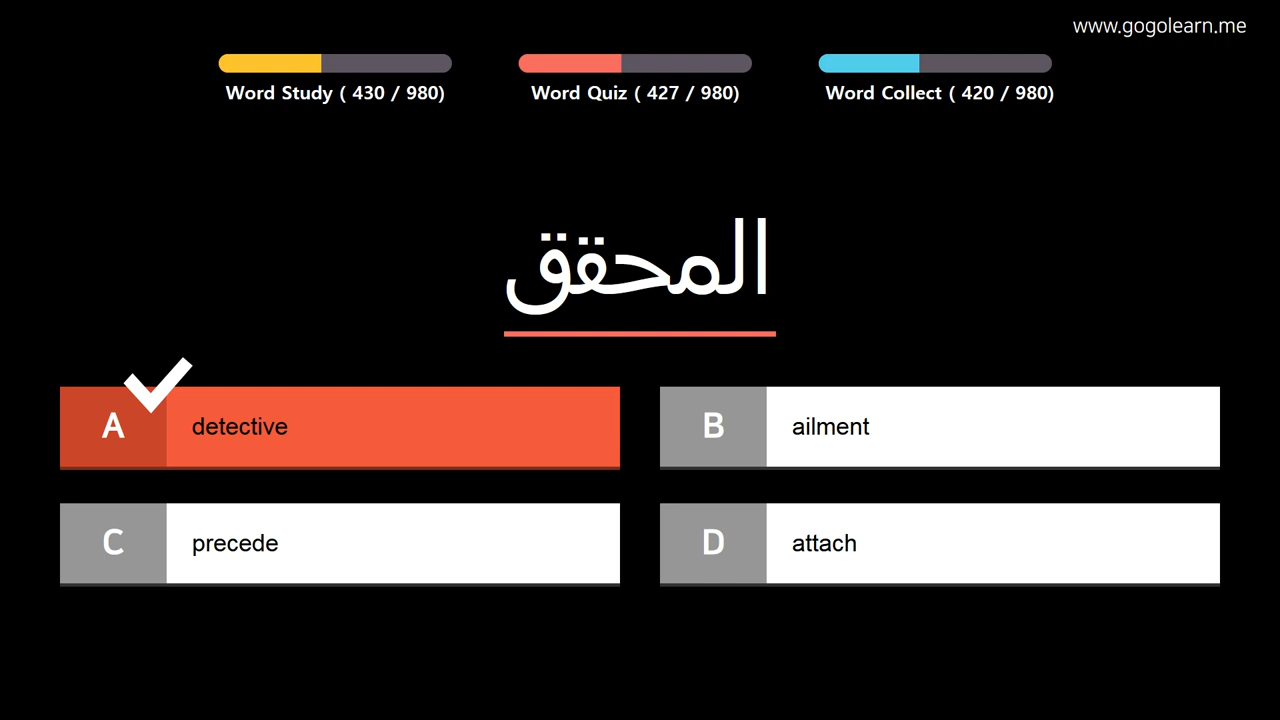 www.gogolearn.me
Word Study ( 430 / 980)
Word Quiz ( 427 / 980)
Word Collect ( 420 / 980)
المحقق
A detective
B ailment
C precede
D attach